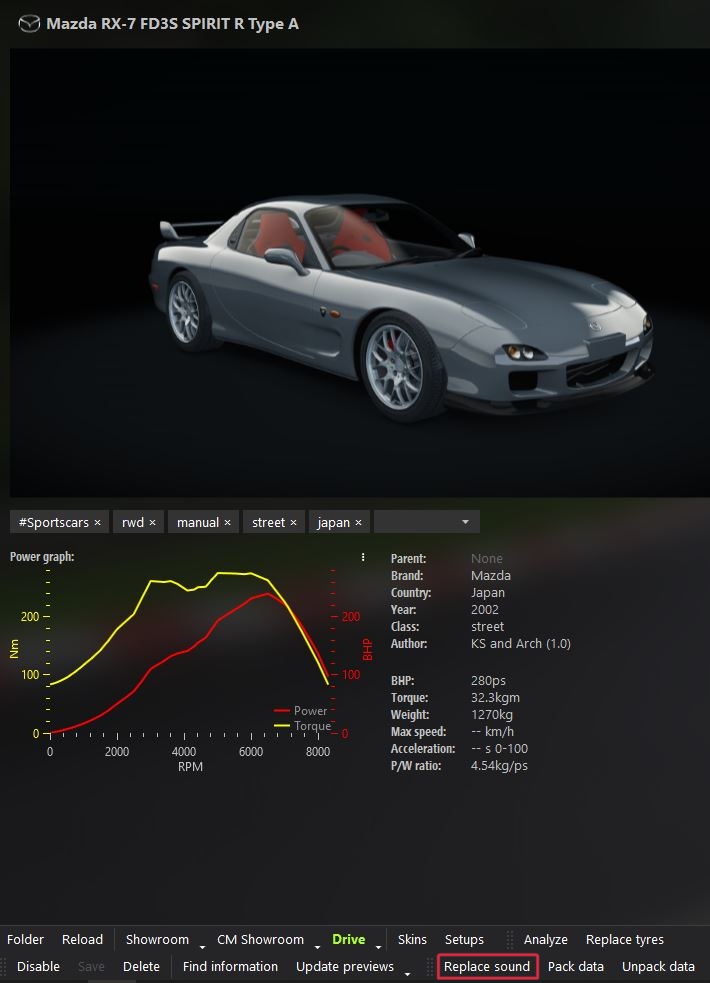 Mazda RX-7 FD3S SPIRIT R Type A
#Sportscars × rwd × manual × street × japan ×
Power graph:
Nm
200
100
0
200
100
0
BHP
Power
Torque
0 2000 4000 6000 8000
RPM
Parent: None
Brand: Mazda
Country: Japan
Year: 2002
Class: street
Author: KS and Arch (1.0)
BHP: 280ps
Torque: 32.3kgm
Weight: 1270kg
Max speed: -- km/h
Acceleration: -- s 0-100
P/W ratio: 4.54kg/ps
Folder Reload Showroom CM Showroom Drive Skins Setups Analyze Replace tyres
Disable Save Delete Find information Update previews Replace sound Pack data Unpack data